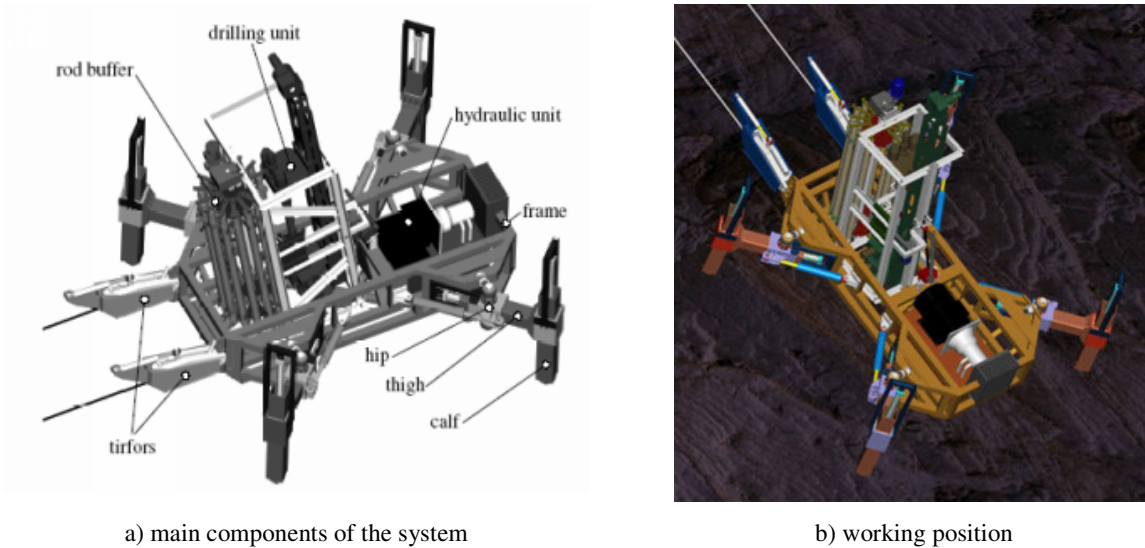 drilling unit
rod buffer
hydraulic unit
frame
hip
thigh
calf
tirfors
a) main components of the system
b) working position